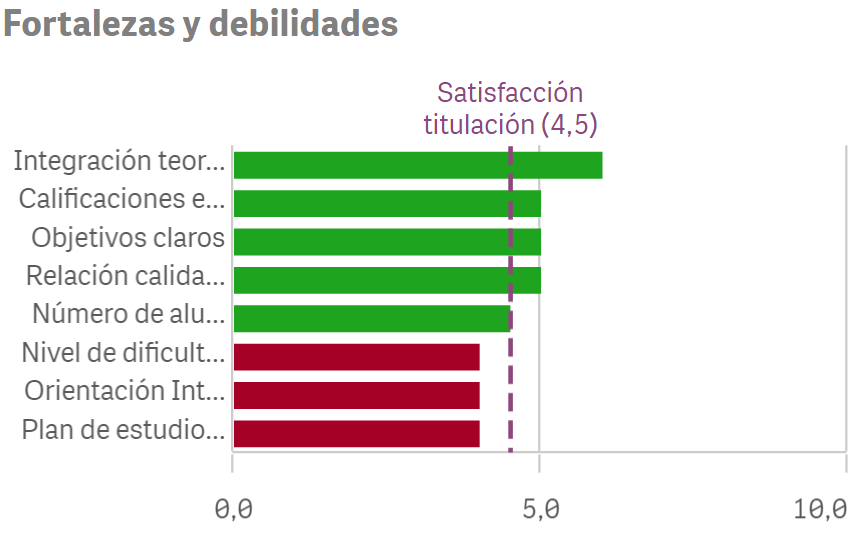 Fortalezas y debilidades
Satisfacción
titulación (4,5)
Integración teor...
Calificaciones e...
Objetivos claros
Relación calida...
Número de alu...
Nivel de dificult...
Orientación Int...
Plan de estudio...
0,0
5,0
10,0